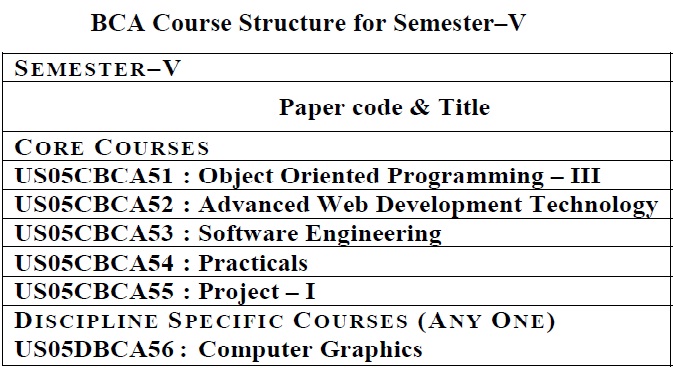 BCA Course Structure for Semester–V
SEMESTER–V
Paper code & Title
CORE COURSES
US05CBCA51 : Object Oriented Programming – III
US05CBCA52 : Advanced Web Development Technology
US05CBCA53 : Software Engineering
US05CBCA54 : Practicals
US05CBCA55 : Project – I
DISCIPLINE SPECIFIC COURSES (ANY ONE)
US05DBCA56 : Computer Graphics